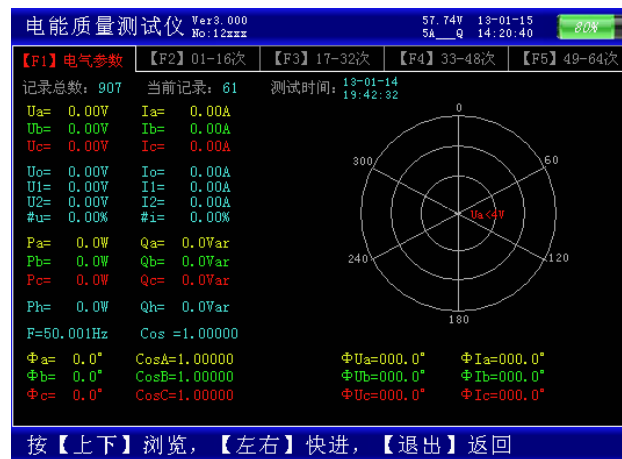 电能质量测试仪 Ver3.000 No:12xxx 57.74V 13-01-15 5A__Q 14:20:40 80%
【F1】电气参数 【F2】01-16次 【F3】17-32次 【F4】33-48次 【F5】49-64次
记录总数: 907 当前记录: 61 测试时间: 13-01-14 19:42:32
Ua= 0.00V Ia= 0.00A
Ub= 0.00V Ib= 0.00A
Uc= 0.00V Ic= 0.00A
Uo= 0.00V Io= 0.00A
U1= 0.00V I1= 0.00A
U2= 0.00V I2= 0.00A
#u= 0.00% #i= 0.00%
Pa= 0.0W Qa= 0.0Var
Pb= 0.0W Qb= 0.0Var
Pc= 0.0W Qc= 0.0Var
Ph= 0.0W Qh= 0.0Var
F=50.001Hz Cos =1.00000
0
300 60
Ua<4V
240 120
180
Φa= 0.0° CosA=1.00000 ΦUa=000.0° ΦIa=000.0°
Φb= 0.0° CosB=1.00000 ΦUb=000.0° ΦIb=000.0°
Φc= 0.0° CosC=1.00000 ΦUc=000.0° ΦIc=000.0°
按【上下】浏览, 【左右】快进, 【退出】返回